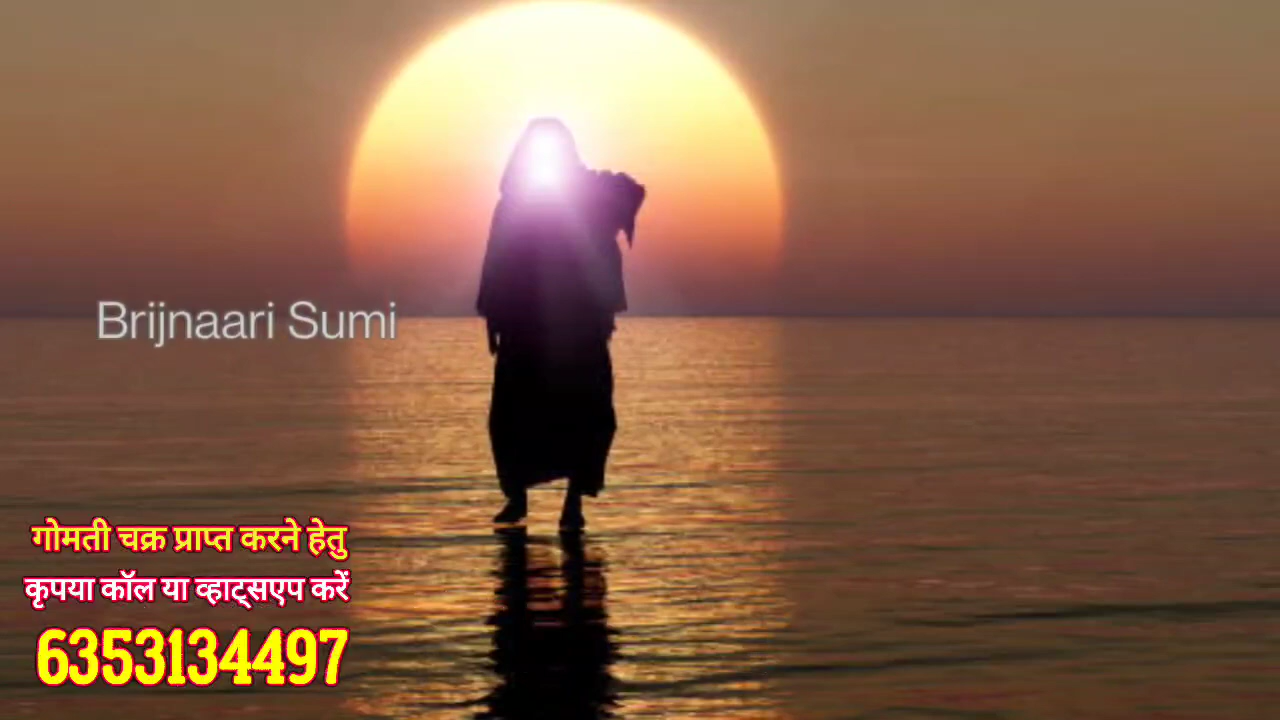 Brijnaari Sumi
गोमती चक्र प्राप्त करने हेतु
कृपया कॉल या व्हाट्सएप करें
6353134497